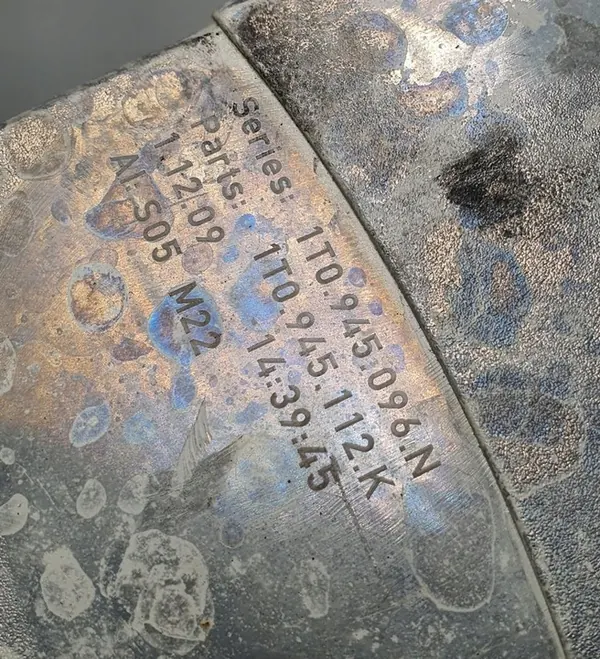 Series: 1T0.945.096.N
Parts: 1T0.945.112.K
1.12.09 14:39:45
AI: S05 M22